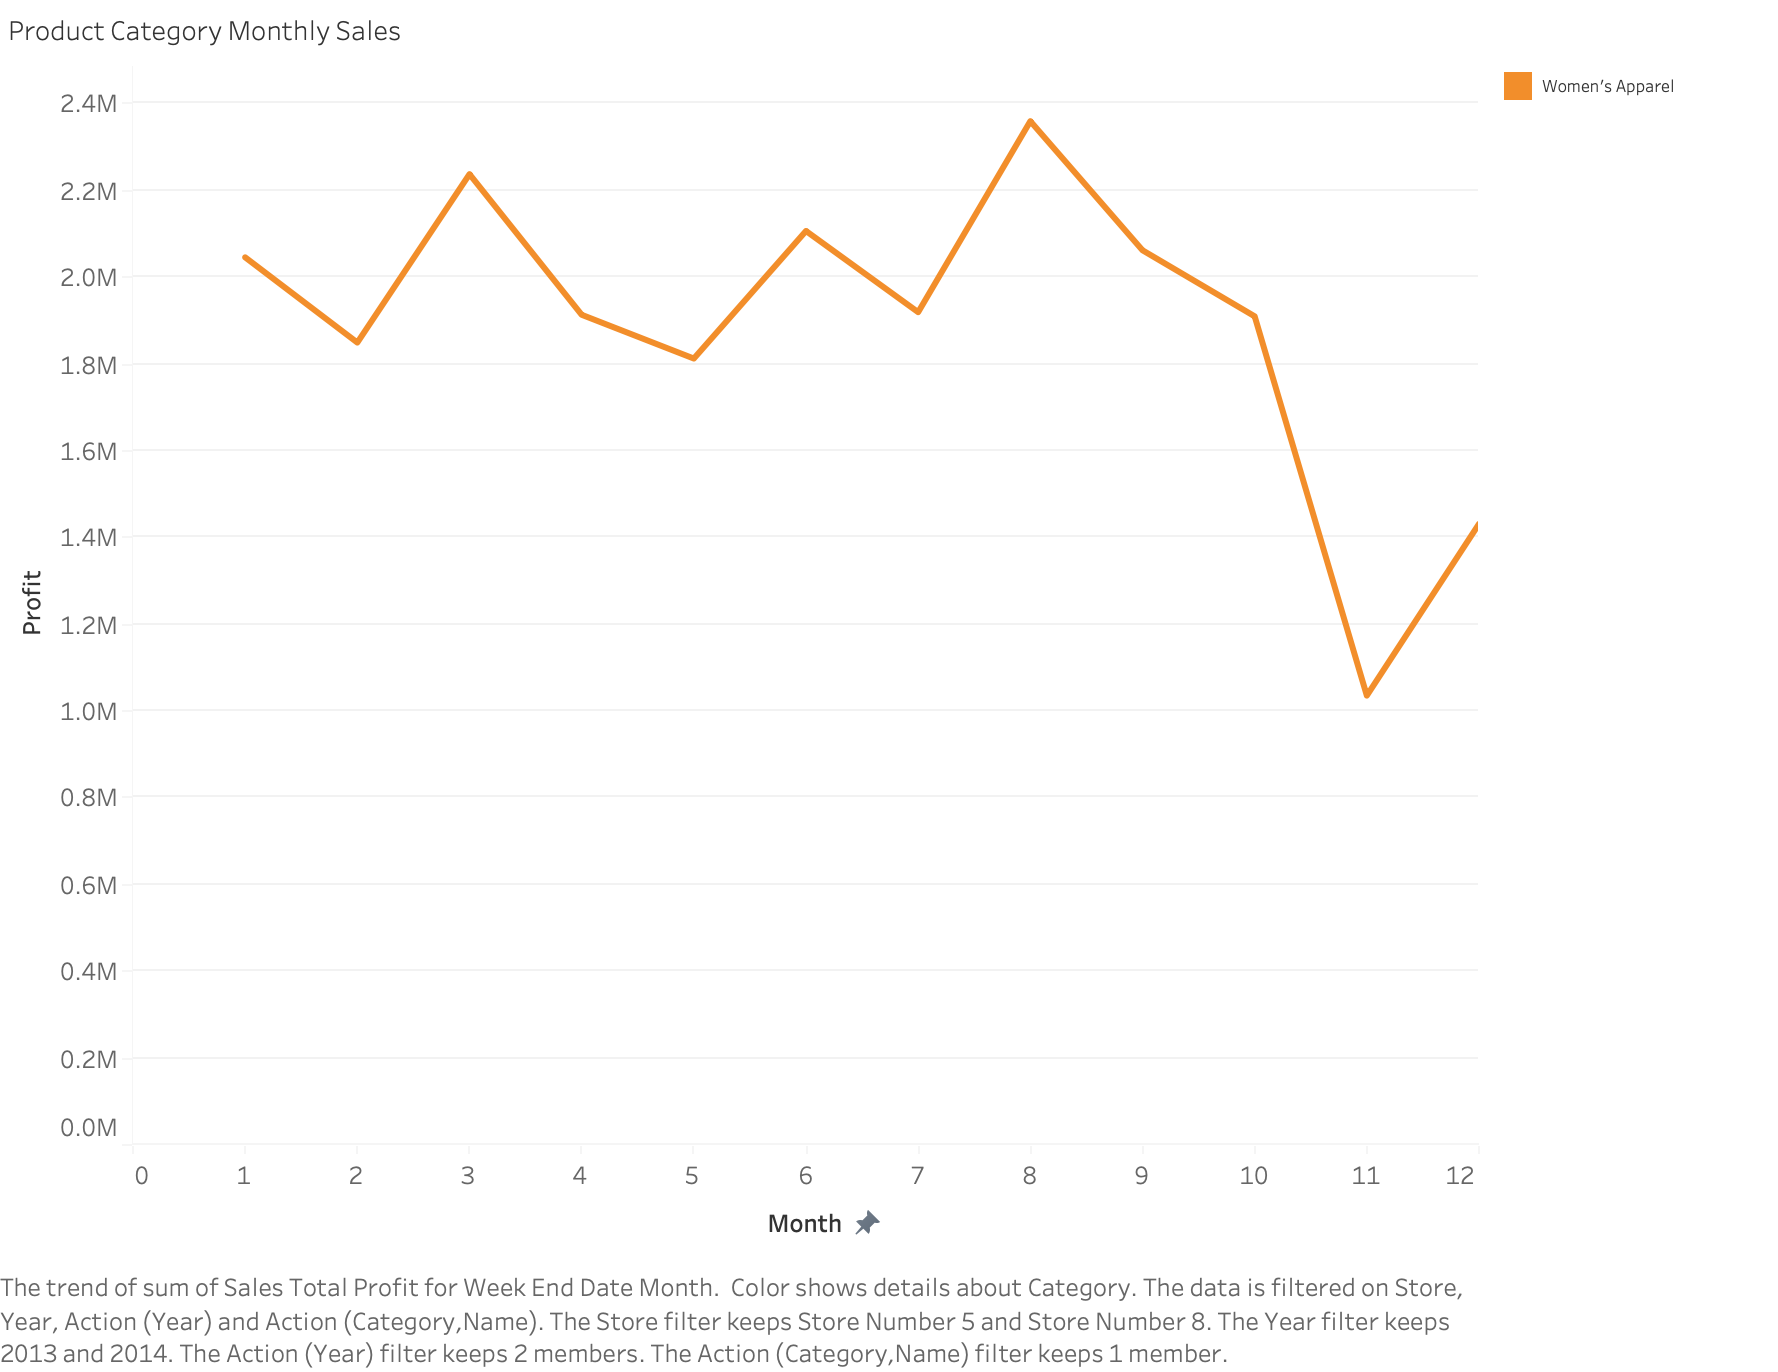 Product Category Monthly Sales
Women's Apparel
2.4M
2.2M
2.0M
1.8M
1.6M
1.4M
1.2M
1.0M
0.8M
0.6M
0.4M
0.2M
0.0M
Profit
0 1 2 3 4 5 6 7 8 9 10 11 12
Month
The trend of sum of Sales Total Profit for Week End Date Month.  Color shows details about Category. The data is filtered on Store,
Year, Action (Year) and Action (Category,Name). The Store filter keeps Store Number 5 and Store Number 8. The Year filter keeps
2013 and 2014. The Action (Year) filter keeps 2 members. The Action (Category,Name) filter keeps 1 member.